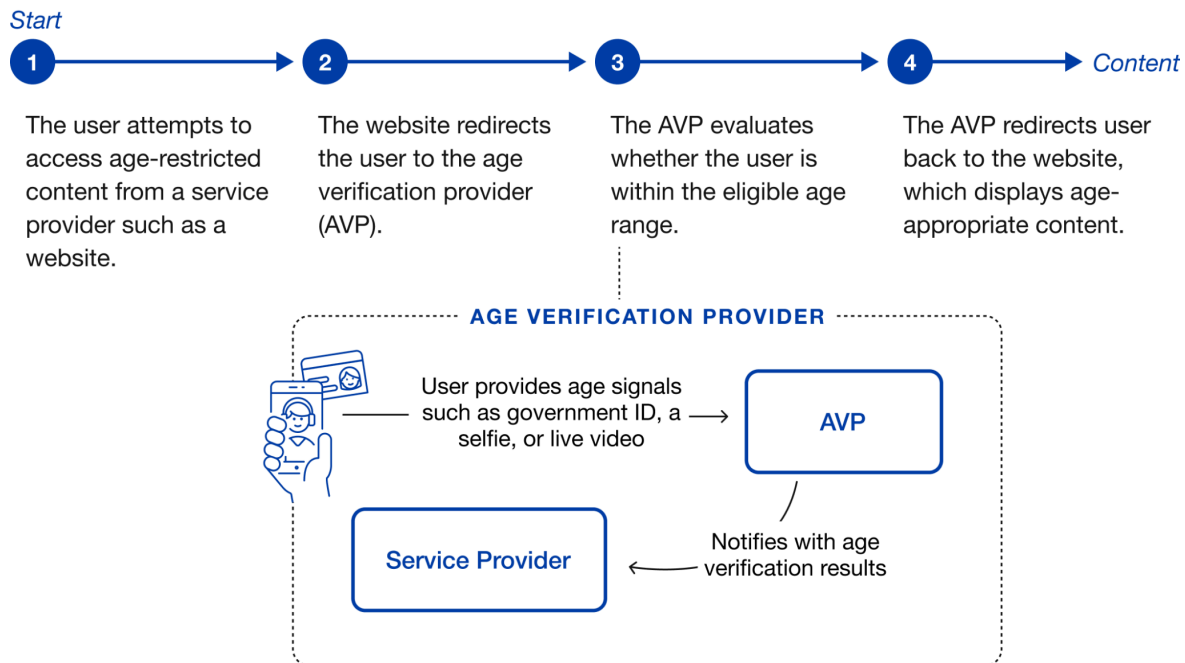 Start
1
2
3
4
Content
The user attempts to
access age-restricted
content from a service
provider such as a
website.
The website redirects
the user to the age
verification provider
(AVP).
The AVP evaluates
whether the user is
within the eligible age
range.
The AVP redirects user
back to the website,
which displays age-
appropriate content.
AGE VERIFICATION PROVIDER
User provides age signals
such as government ID, a
selfie, or live video
AVP
Notifies with age
verification results
Service Provider